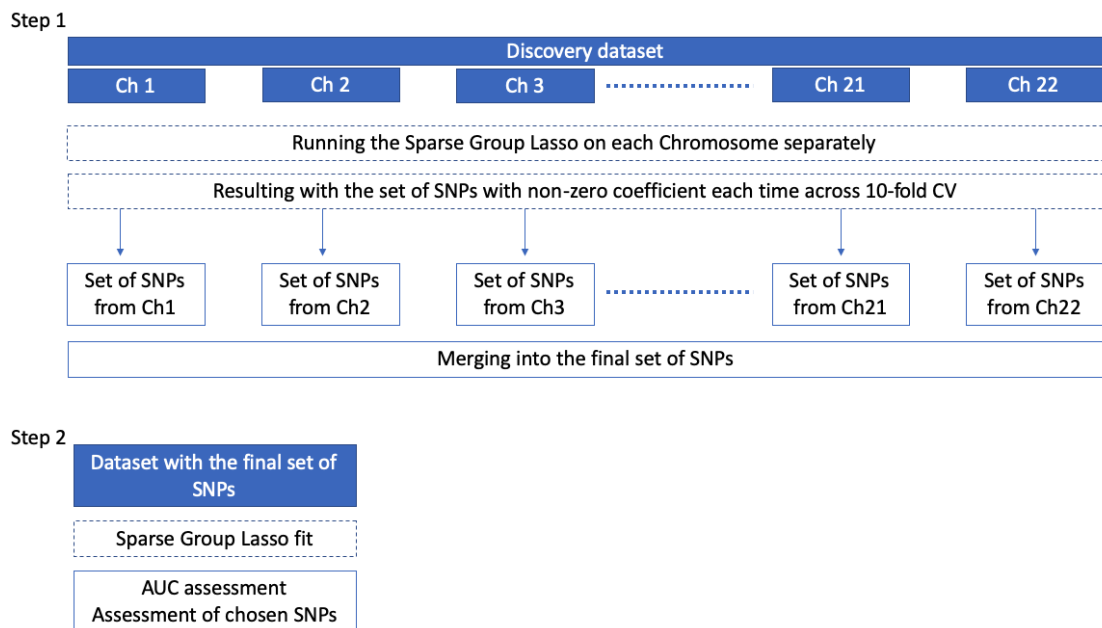 Step 1
Discovery dataset
Ch 1 Ch 2 Ch 3 Ch 21 Ch 22
Running the Sparse Group Lasso on each Chromosome separately
Resulting with the set of SNPs with non-zero coefficient each time across 10-fold CV
Set of SNPs from Ch1
Set of SNPs from Ch2
Set of SNPs from Ch3
Set of SNPs from Ch21
Set of SNPs from Ch22
Merging into the final set of SNPs
Step 2
Dataset with the final set of
SNPs
Sparse Group Lasso fit
AUC assessment
Assessment of chosen SNPs